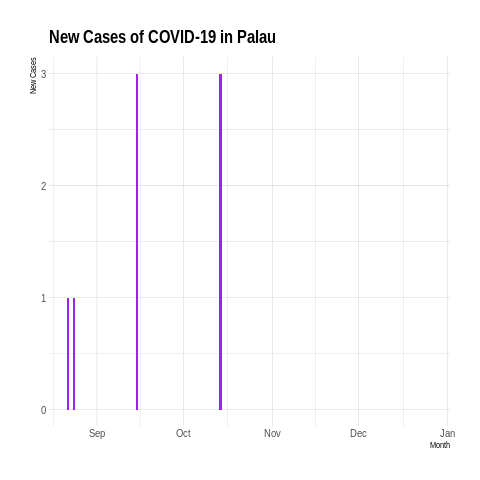 New Cases of COVID-19 in Palau
New Cases
3
2
1
0
Sep Oct Nov Dec Jan
Month